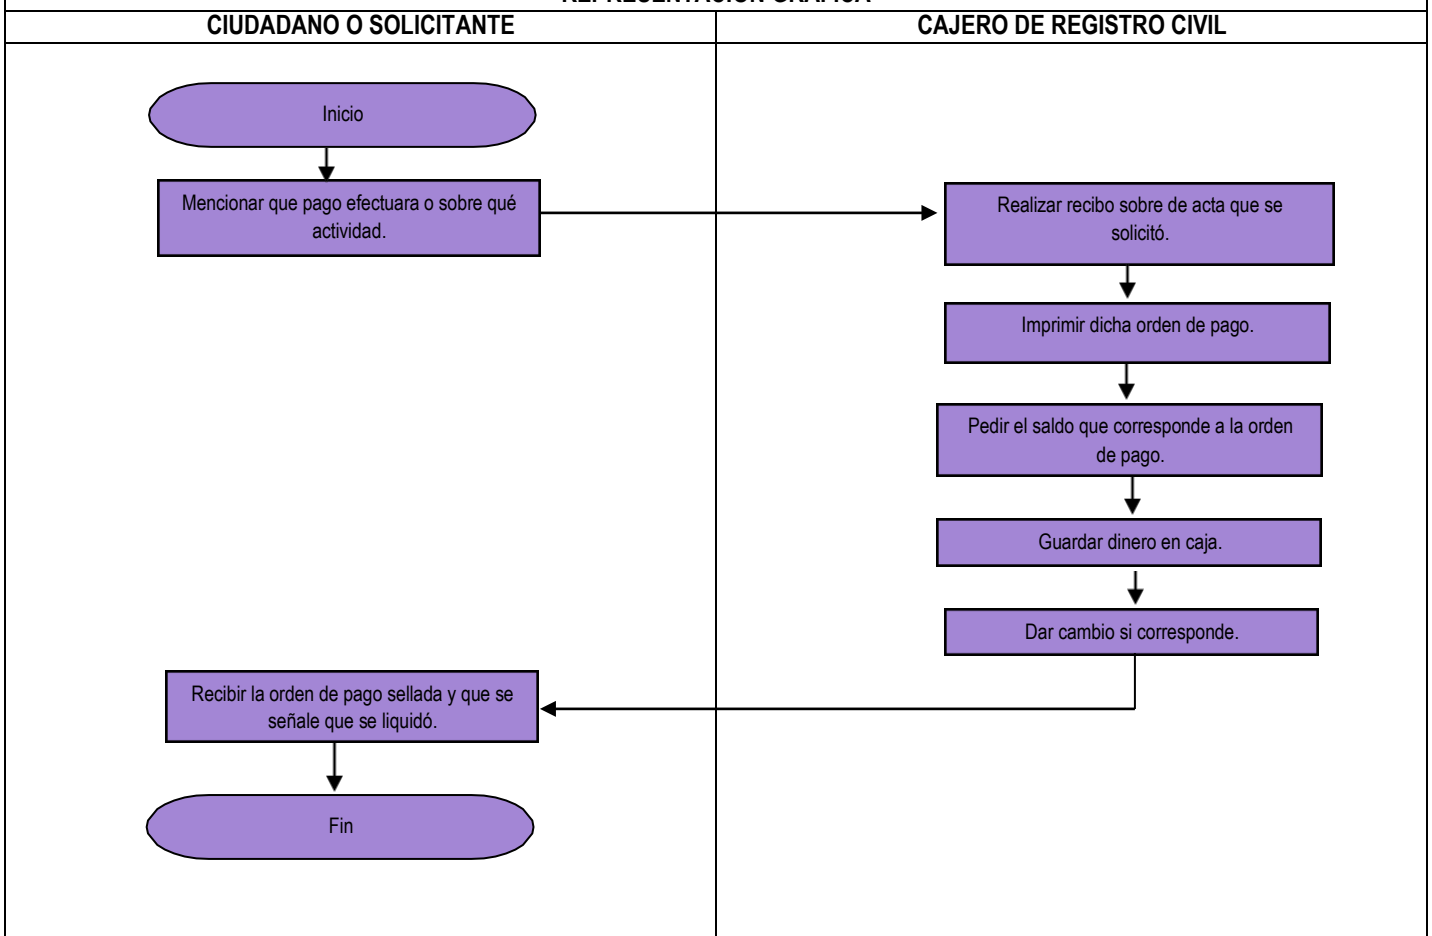 CIUDADANO O SOLICITANTE
CAJERO DE REGISTRO CIVIL
Inicio
Mencionar que pago efectuara o sobre qué
actividad.
Realizar recibo sobre de acta que se
solicitó.
Imprimir dicha orden de pago.
Pedir el saldo que corresponde a la orden
de pago.
Guardar dinero en caja.
Dar cambio si corresponde.
Recibir la orden de pago sellada y que se
señale que se liquidó.
Fin